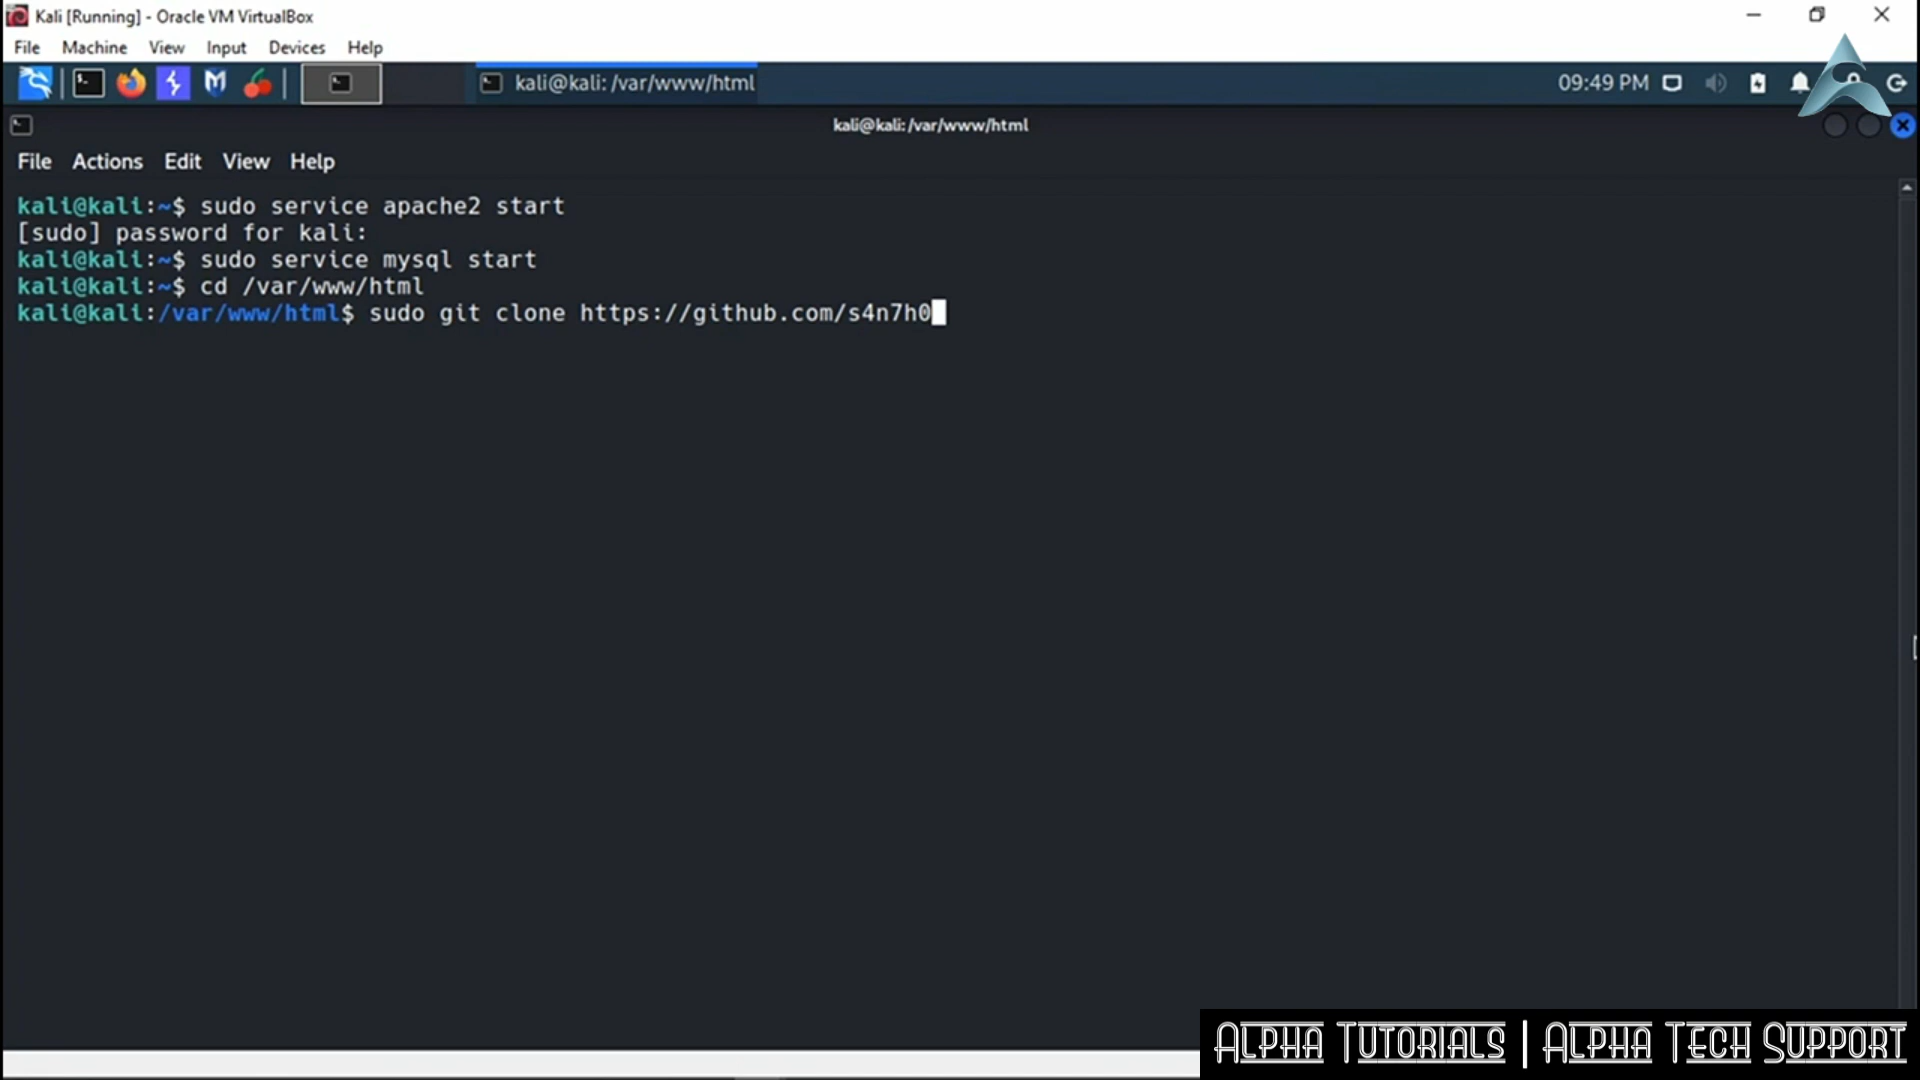 Kali [Running] - Oracle VM VirtualBox
File Machine View Input Devices Help
kali@kali: /var/www/html
09:49 PM
kali@kali:/var/www/html
File Actions Edit View Help
kali@kali:~$ sudo service apache2 start
[sudo] password for kali:
kali@kali:~$ sudo service mysql start
kali@kali:~$ cd /var/www/html
kali@kali:/var/www/html$ sudo git clone https://github.com/s4n7h0
Alpha Tutorials | Alpha Tech Support